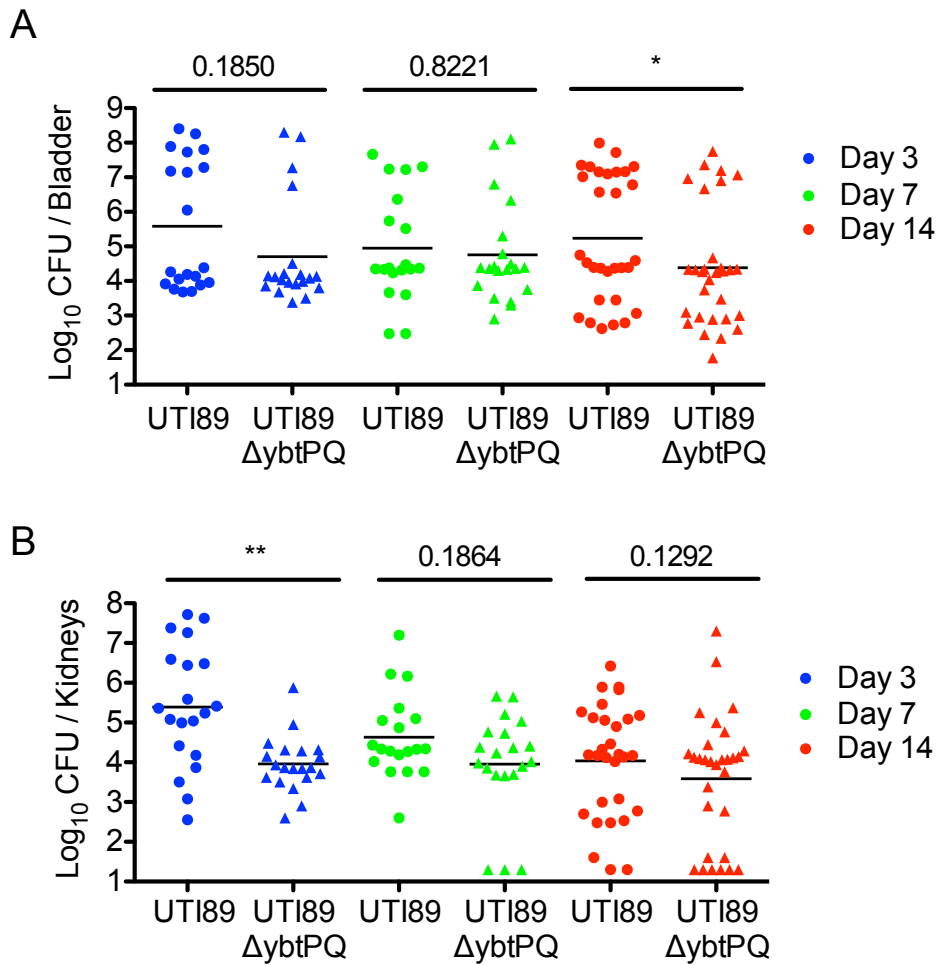 A
0.1850 0.8221 *
Log10 CFU / Bladder
9
8
7
6
5
4
3
2
1
Day 3
Day 7
Day 14
UTI89 UTI89 UTI89 UTI89 UTI89 UTI89
ΔybtPQ ΔybtPQ ΔybtPQ
B
** 0.1864 0.1292
Log10 CFU / Kidneys
8
7
6
5
4
3
2
1
Day 3
Day 7
Day 14
UTI89 UTI89 UTI89 UTI89 UTI89 UTI89
ΔybtPQ ΔybtPQ ΔybtPQ